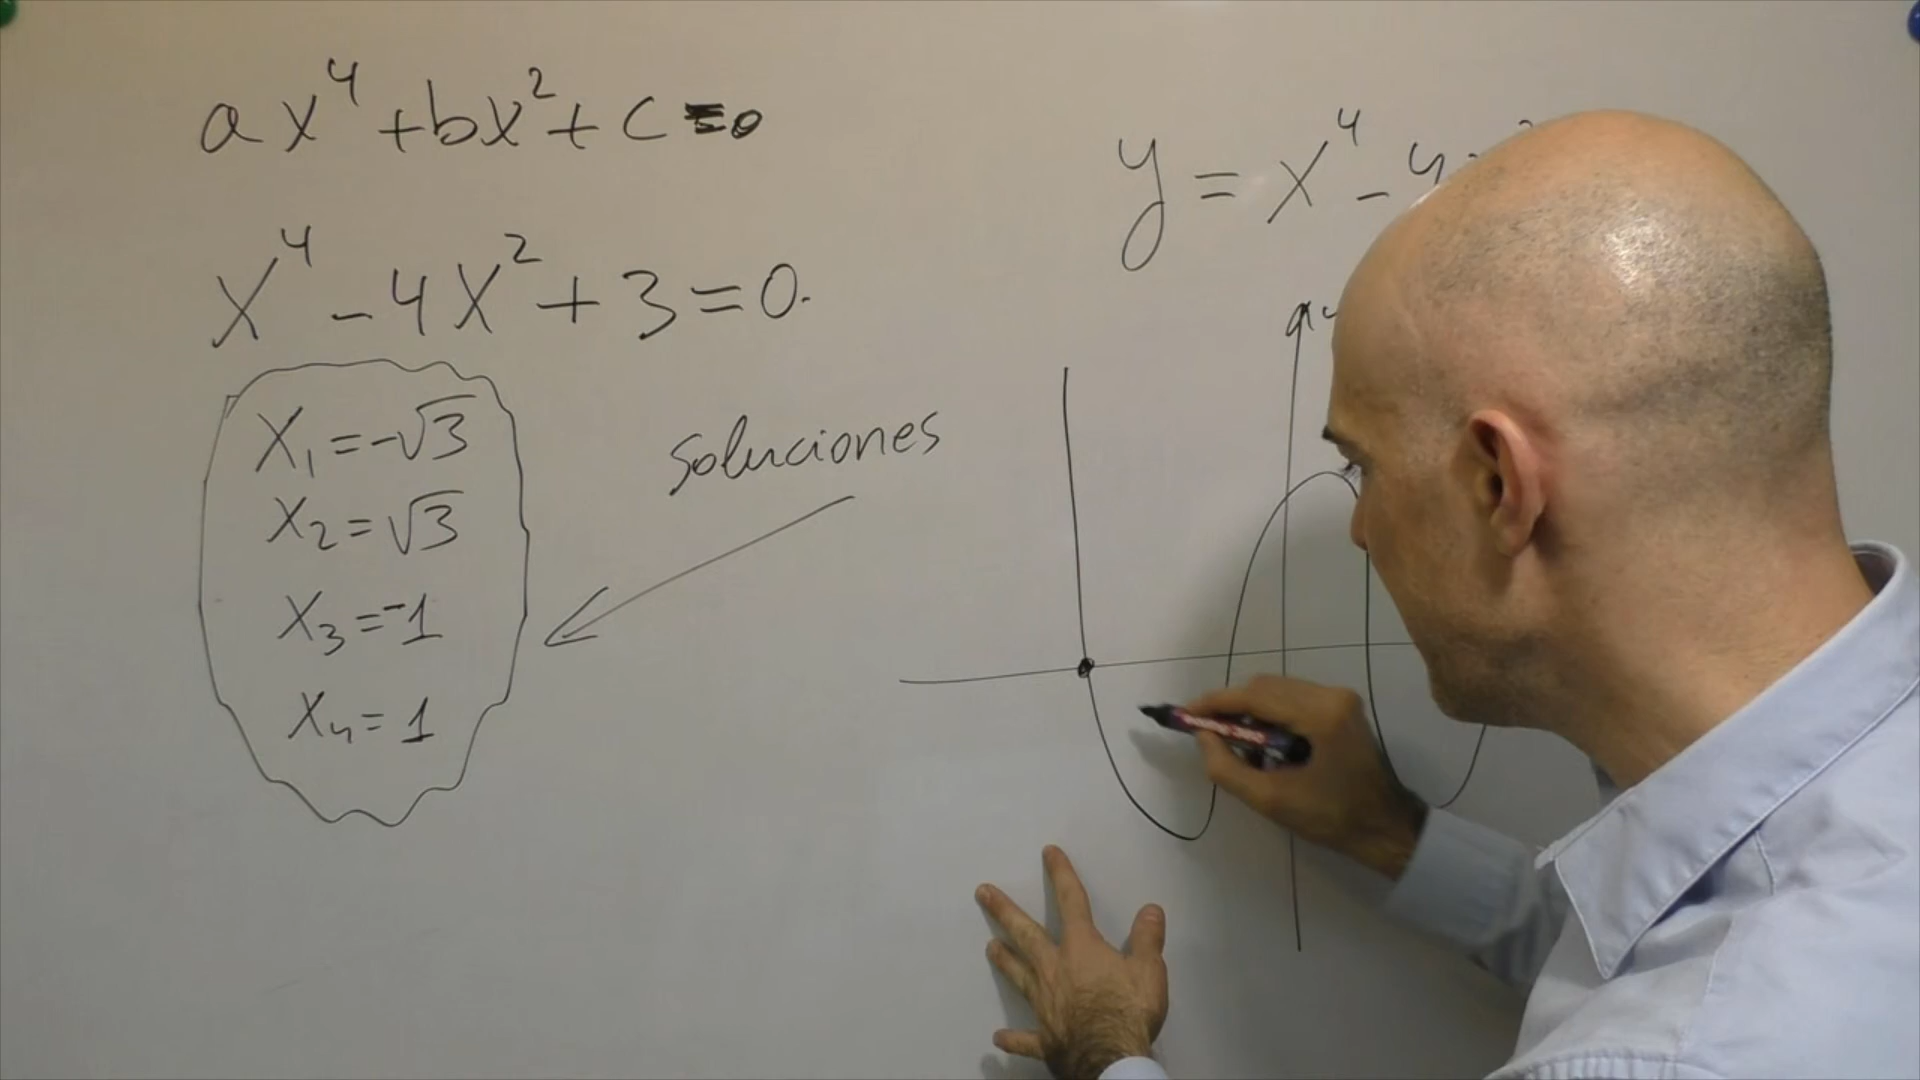 ax⁴+bx²+c=0
x⁴-4x²+3=0.
x₁=-√3
x₂=√3
x₃=-1
x₄=1
soluciones
y=x⁴-4